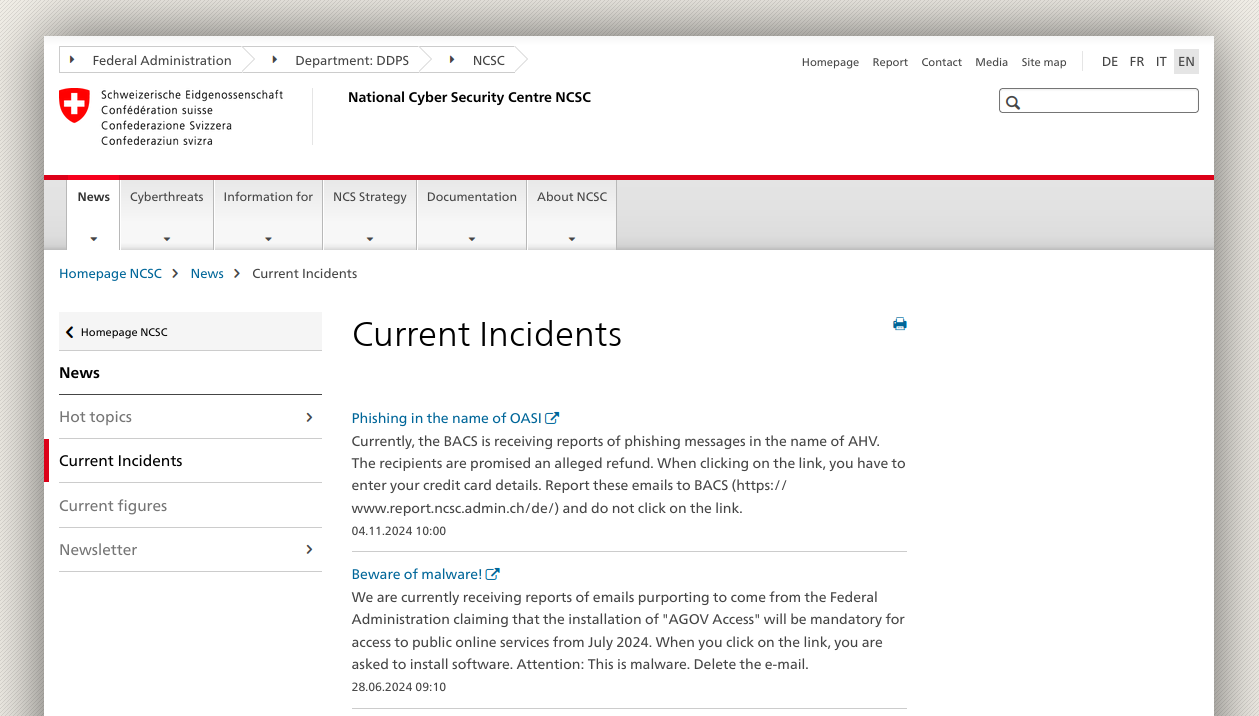 Federal Administration Department: DDPS NCSC
Homepage Report Contact Media Site map DE FR IT EN
Schweizerische Eidgenossenschaft
Confédération suisse
Confederazione Svizzera
Confederaziun svizra
National Cyber Security Centre NCSC
News Cyberthreats Information for NCS Strategy Documentation About NCSC
Homepage NCSC News Current Incidents
Homepage NCSC
News
Hot topics
Current Incidents
Current figures
Newsletter
Current Incidents
Phishing in the name of OASI
Currently, the BACS is receiving reports of phishing messages in the name of AHV.
The recipients are promised an alleged refund. When clicking on the link, you have to
enter your credit card details. Report these emails to BACS (https://
www.report.ncsc.admin.ch/de/) and do not click on the link.
04.11.2024 10:00
Beware of malware!
We are currently receiving reports of emails purporting to come from the Federal
Administration claiming that the installation of "AGOV Access" will be mandatory for
access to public online services from July 2024. When you click on the link, you are
asked to install software. Attention: This is malware. Delete the e-mail.
28.06.2024 09:10